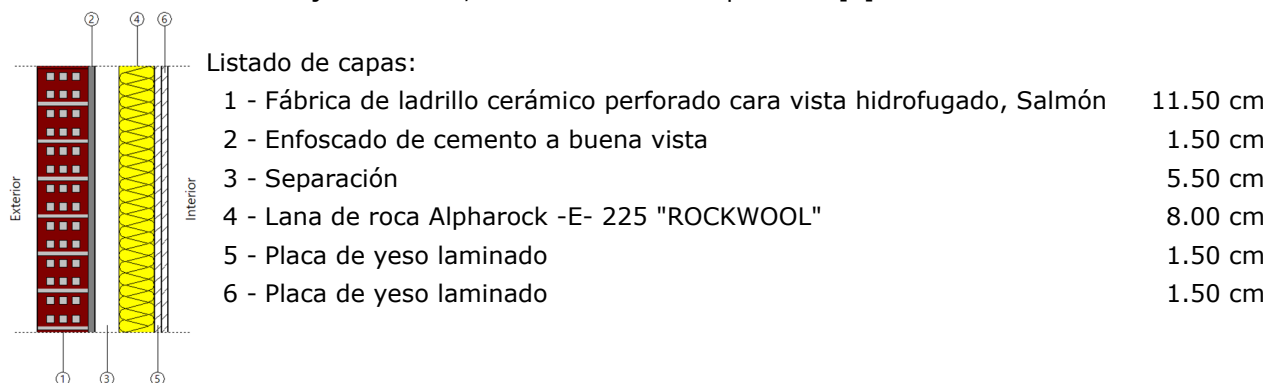 2
4
6
Listado de capas:
1 - Fábrica de ladrillo cerámico perforado cara vista hidrofugado, Salmón 11.50 cm
2 - Enfoscado de cemento a buena vista 1.50 cm
3 - Separación 5.50 cm
4 - Lana de roca Alpharock -E- 225 "ROCKWOOL" 8.00 cm
5 - Placa de yeso laminado 1.50 cm
6 - Placa de yeso laminado 1.50 cm
Exterior
Interior
1
3
5